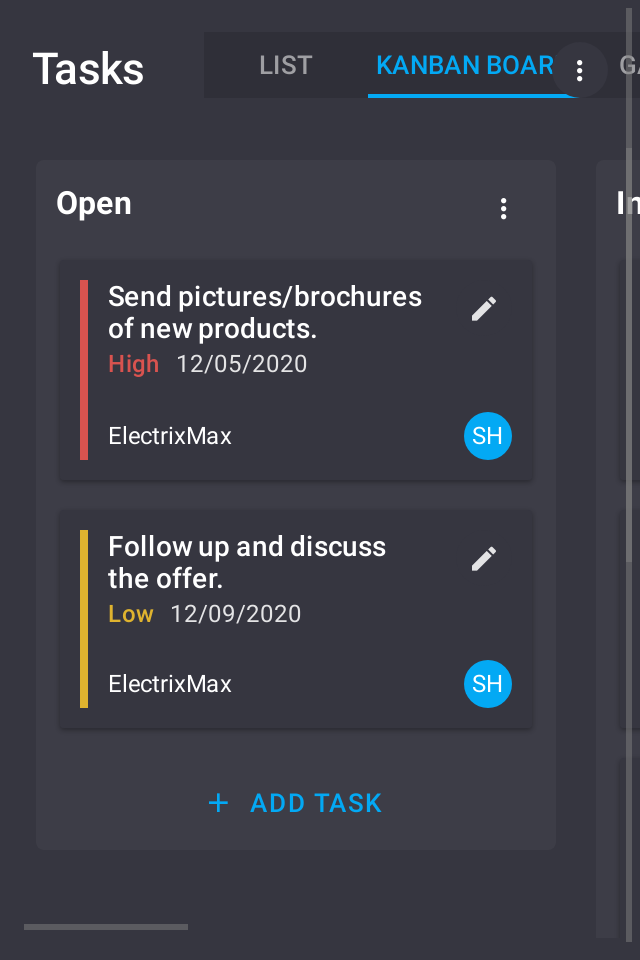 Tasks
LIST
KANBAN BOAR
Open
Send pictures/brochures
of new products.
High 12/05/2020
ElectrixMax
SH
Follow up and discuss
the offer.
Low 12/09/2020
ElectrixMax
SH
+ ADD TASK